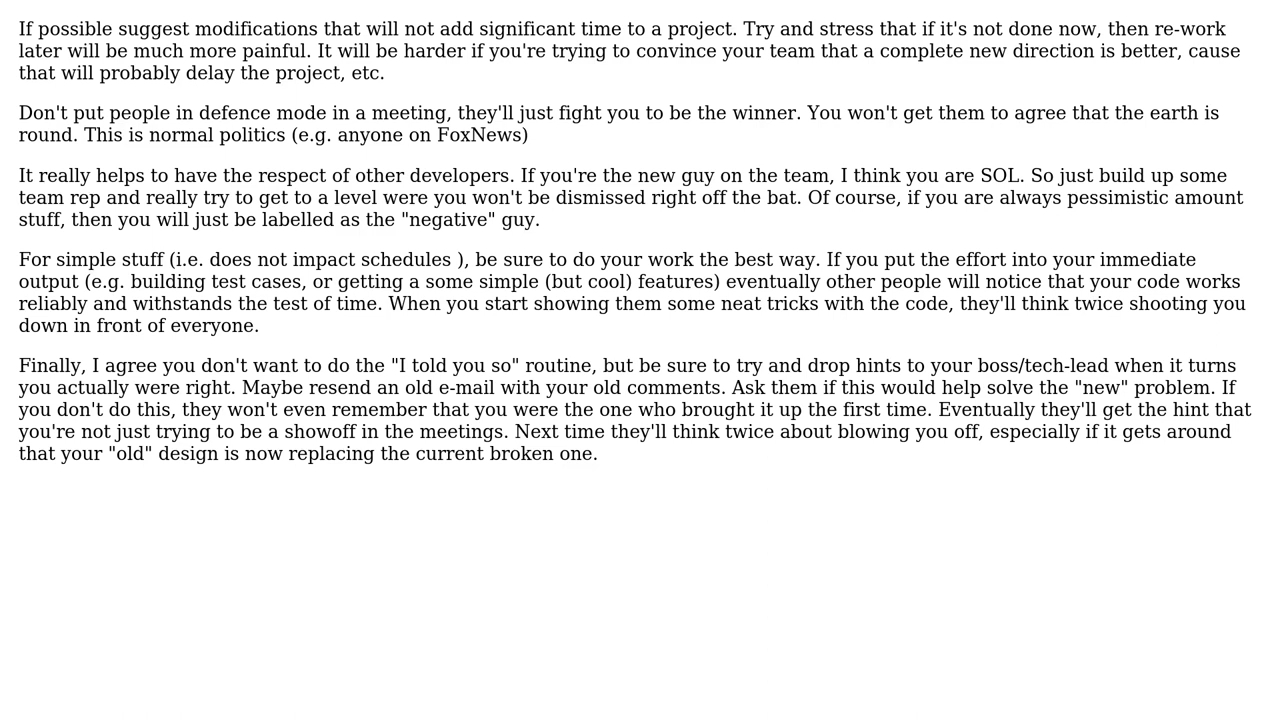 If possible suggest modifications that will not add significant time to a project. Try and stress that if it's not done now, then re-work
later will be much more painful. It will be harder if you're trying to convince your team that a complete new direction is better, cause
that will probably delay the project, etc.
Don't put people in defence mode in a meeting, they'll just fight you to be the winner. You won't get them to agree that the earth is
round. This is normal politics (e.g. anyone on FoxNews)
It really helps to have the respect of other developers. If you're the new guy on the team, I think you are SOL. So just build up some
team rep and really try to get to a level were you won't be dismissed right off the bat. Of course, if you are always pessimistic amount
stuff, then you will just be labelled as the "negative" guy.
For simple stuff (i.e. does not impact schedules ), be sure to do your work the best way. If you put the effort into your immediate
output (e.g. building test cases, or getting a some simple (but cool) features) eventually other people will notice that your code works
reliably and withstands the test of time. When you start showing them some neat tricks with the code, they'll think twice shooting you
down in front of everyone.
Finally, I agree you don't want to do the "I told you so" routine, but be sure to try and drop hints to your boss/tech-lead when it turns
you actually were right. Maybe resend an old e-mail with your old comments. Ask them if this would help solve the "new" problem. If
you don't do this, they won't even remember that you were the one who brought it up the first time. Eventually they'll get the hint that
you're not just trying to be a showoff in the meetings. Next time they'll think twice about blowing you off, especially if it gets around
that your "old" design is now replacing the current broken one.